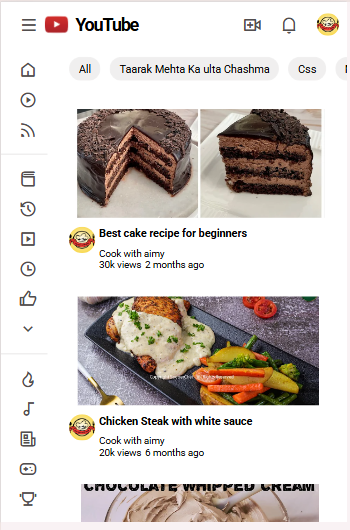 YouTube
All
Taarak Mehta Ka ulta Chashma
Css
Best cake recipe for beginners
Cook with aimy
30k views 2 months ago
Chicken Steak with white sauce
Cook with aimy
20k views 6 months ago
CHOCOLATE WHIPPED CREAM